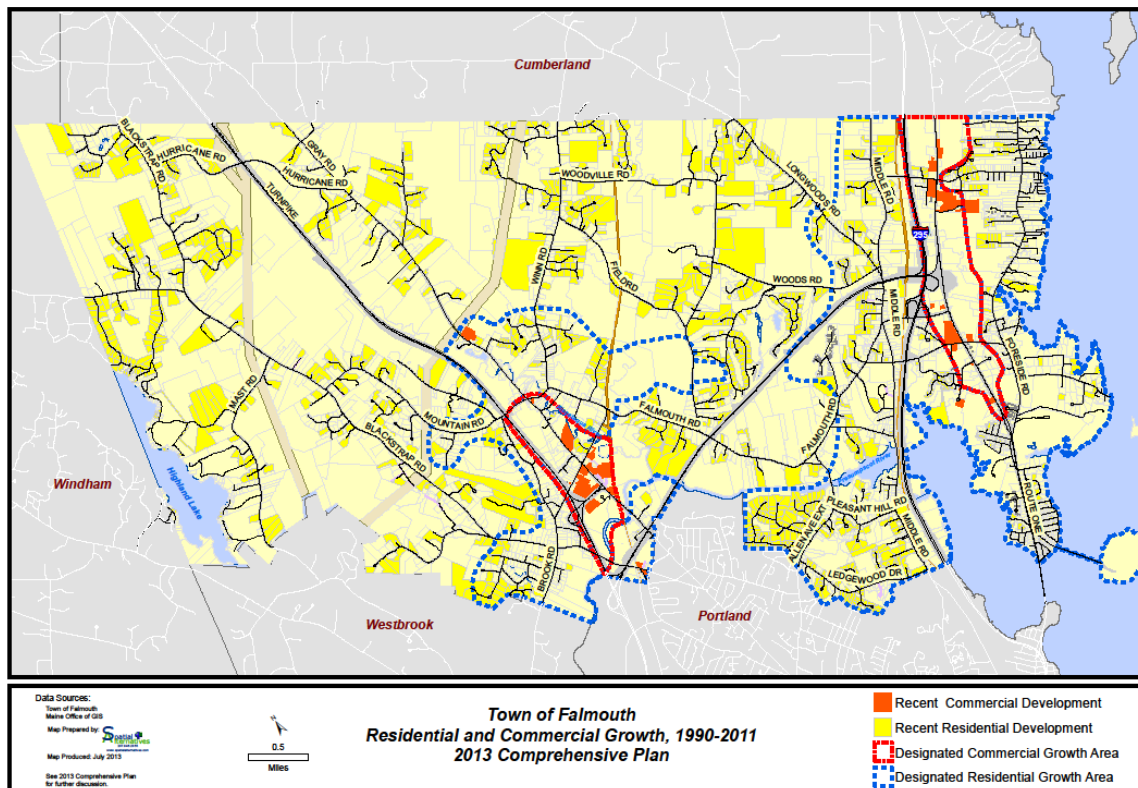 Cumberland
BLACKSTRAP RD
HURRICANE RD
GRAY RD
HURRICANE RD
TURNPIKE
WOODVILLE RD
LONGWOODS RD
MIDDLE RD
295
WINN RD
FIELD RD
WOODS RD
MIDDLE RD
FORESIDE RD
MAST RD
MOUNTAIN RD
BLACKSTRAP RD
FALMOUTH RD
FALMOUTH RD
Windham
Highland Lake
Presumpscot River
PLEASANT HILL RD
ALLEN AVE EXT
MIDDLE RD
ROUTE ONE
BROOK RD
LEDGEWOOD DR
Westbrook
Portland
Data Sources:
Town of Falmouth
Maine Office of GIS
Map Prepared by:
Spatial
Alternatives
Map Produced: July 2013
See 2013 Comprehensive Plan
for further discussion.
N
0.5
Miles
Town of Falmouth
Residential and Commercial Growth, 1990-2011
2013 Comprehensive Plan
Recent Commercial Development
Recent Residential Development
Designated Commercial Growth Area
Designated Residential Growth Area